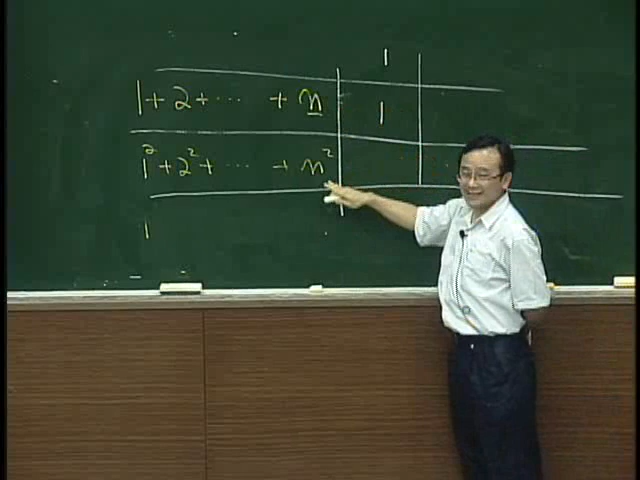 1
1+2+⋯ +n 1
1²+2²+⋯ +n²
1